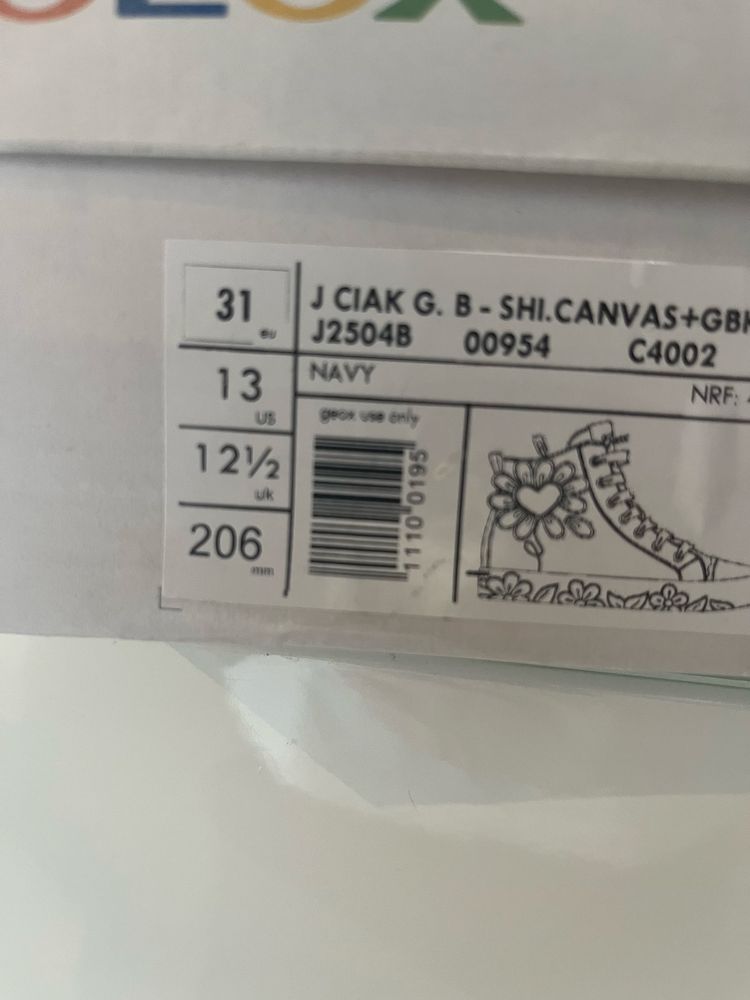 GEOX
31
eu
13
US
12½
uk
206
mm
J CIAK G. B - SHI.CANVAS+GBK
J2504B 00954 C4002
NAVY
NRF:
geox use only
1110 0195